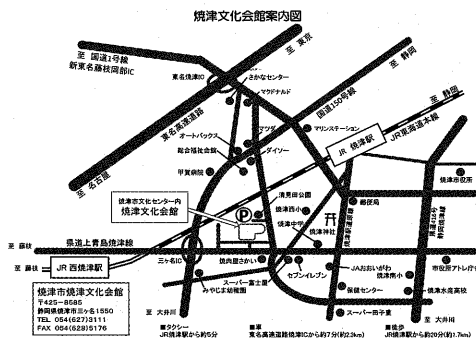 焼津文化会館案内図
至 東京
至 国道1号線
新東名藤枝岡部IC
至 静岡
東名焼津IC
さかなセンター
マクドナルド
国道150号線
至 静岡
東名高速道路
マツダ
マリンステーション
JR東海道本線
オートバックス
総合福祉会館
ダイソー
JR 焼津駅
甲賀病院
至 名古屋
焼津市役所
焼津市文化センター内
焼津文化会館
P
清見田公園
郵便局
焼津西小
焼津中学
焼津神社
至 藤枝
県道上青島焼津線
三ヶ名IC
焼肉屋さかい
セブンイレブン
JAおおいがわ
市役所アトレ庁舎
至 藤枝
JR 西焼津駅
スーパー富士屋
焼津南小
みやじま幼稚園
保健センター
焼津水産高校
スーパー田子重
至 大井川
至 大井川
焼津市焼津文化会館
〒425-8585
静岡県焼津市三ヶ名1550
TEL 054(627)3111
FAX 054(628)5176
■タクシー
JR焼津駅から約5分
■車
東名高速道路焼津ICから約7分(約2.3km)
■徒歩
JR焼津駅から約20分(約1.7km)